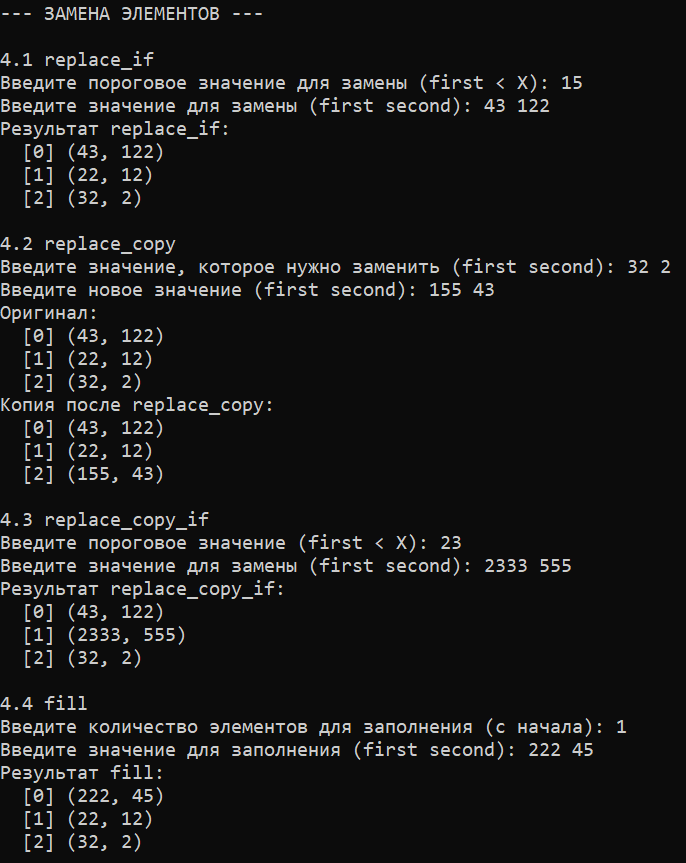 --- ЗАМЕНА ЭЛЕМЕНТОВ ---
4.1 replace_if
Введите пороговое значение для замены (first < X): 15
Введите значение для замены (first second): 43 122
Результат replace_if:
[0] (43, 122)
[1] (22, 12)
[2] (32, 2)
4.2 replace_copy
Введите значение, которое нужно заменить (first second): 32 2
Введите новое значение (first second): 155 43
Оригинал:
[0] (43, 122)
[1] (22, 12)
[2] (32, 2)
Копия после replace_copy:
[0] (43, 122)
[1] (22, 12)
[2] (155, 43)
4.3 replace_copy_if
Введите пороговое значение (first < X): 23
Введите значение для замены (first second): 2333 555
Результат replace_copy_if:
[0] (43, 122)
[1] (2333, 555)
[2] (32, 2)
4.4 fill
Введите количество элементов для заполнения (с начала): 1
Введите значение для заполнения (first second): 222 45
Результат fill:
[0] (222, 45)
[1] (22, 12)
[2] (32, 2)